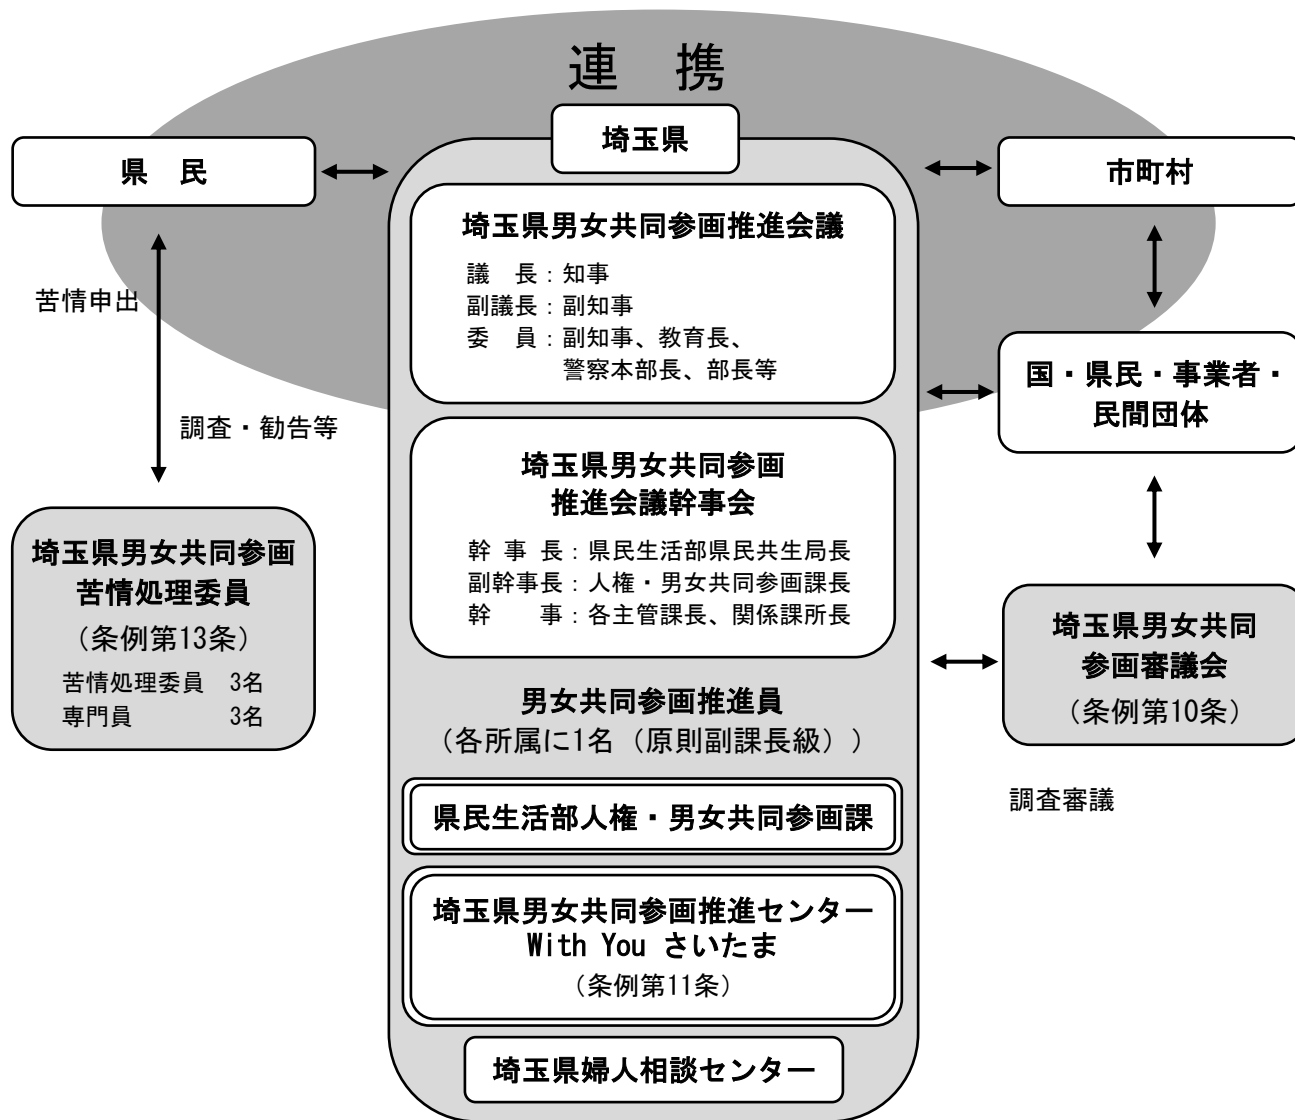 連　携
埼玉県
県　民
市町村
埼玉県男女共同参画推進会議
議　長：知事
副議長：副知事
委　員：副知事、教育長、
警察本部長、部長等
苦情申出
調査・勧告等
国・県民・事業者・
民間団体
埼玉県男女共同参画
推進会議幹事会
幹 事 長：県民生活部県民共生局長
副幹事長：人権・男女共同参画課長
幹　　事：各主管課長、関係課所長
埼玉県男女共同参画
苦情処理委員
（条例第13条）
苦情処理委員　3名
専門員　　　　3名
埼玉県男女共同
参画審議会
（条例第10条）
調査審議
男女共同参画推進員
（各所属に1名（原則副課長級））
県民生活部人権・男女共同参画課
埼玉県男女共同参画推進センター
With You さいたま
（条例第11条）
埼玉県婦人相談センター